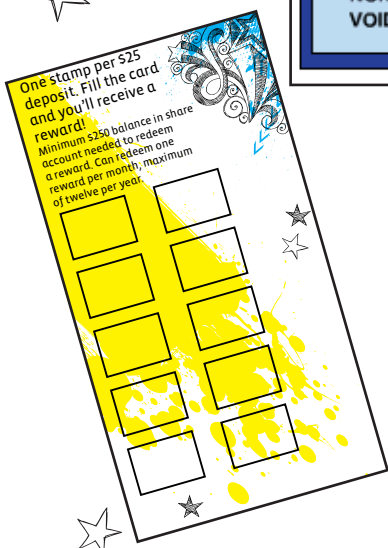 VOID
One stamp per $25
deposit. Fill the card
and you'll receive a
reward!
Minimum $250 balance in share
account needed to redeem
a reward. Can redeem one
reward per month, maximum
of twelve per year.